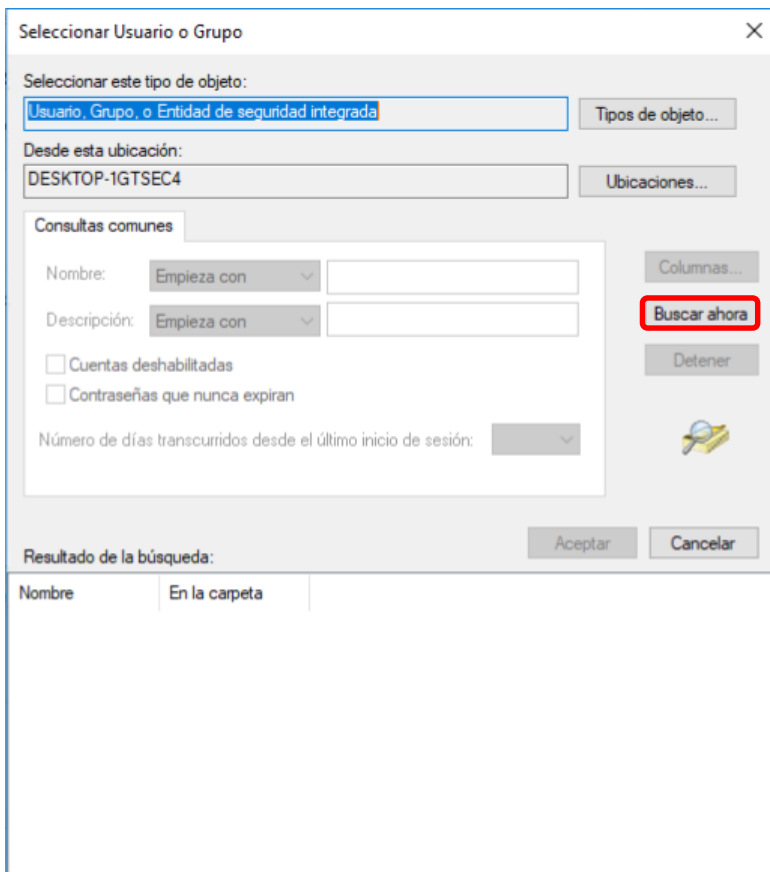 Seleccionar Usuario o Grupo
Seleccionar este tipo de objeto:
Usuario, Grupo, o Entidad de seguridad integrada
Tipos de objeto...
Desde esta ubicación:
DESKTOP-1GTSEC4
Ubicaciones...
Consultas comunes
Nombre:
Empieza con
Columnas...
Descripción:
Empieza con
Buscar ahora
Cuentas deshabilitadas
Detener
Contraseñas que nunca expiran
Número de días transcurridos desde el último inicio de sesión:
Aceptar
Cancelar
Resultado de la búsqueda:
Nombre
En la carpeta